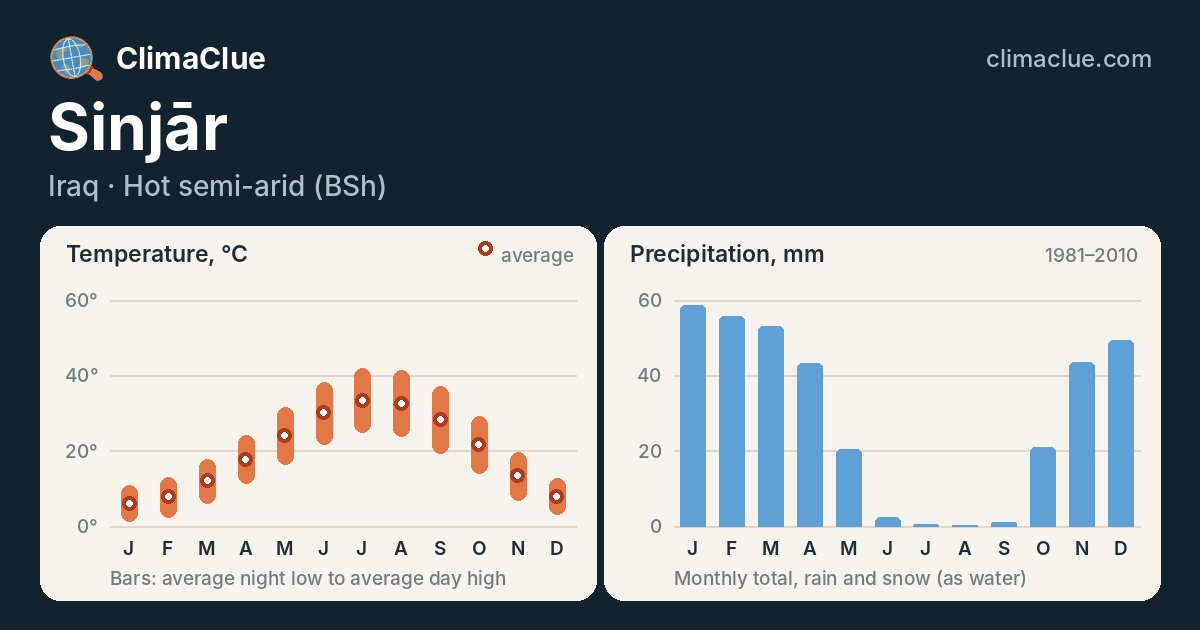 ClimaClue
climaclue.com
Sinjār
Iraq · Hot semi-arid (BSh)
Temperature, °C
average
60°
40°
20°
0°
J F M A M J J A S O N D
Bars: average night low to average day high
Precipitation, mm
1981–2010
60
40
20
0
J F M A M J J A S O N D
Monthly total, rain and snow (as water)